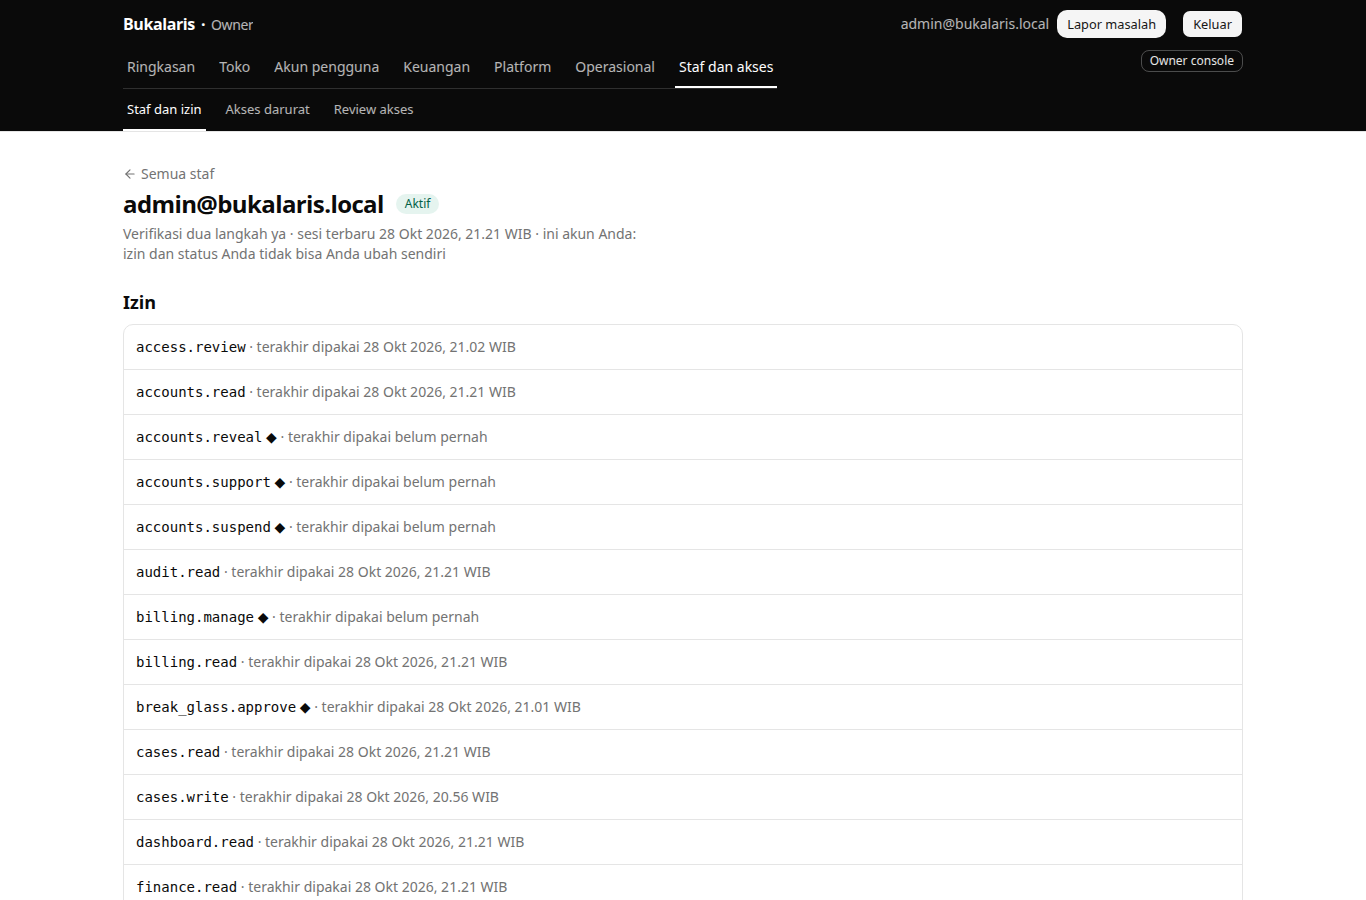 Bukalaris · Owner
admin@bukalaris.local
Lapor masalah
Keluar
Ringkasan
Toko
Akun pengguna
Keuangan
Platform
Operasional
Staf dan akses
Owner console
Staf dan izin
Akses darurat
Review akses
← Semua staf
admin@bukalaris.local
Aktif
Verifikasi dua langkah ya · sesi terbaru 28 Okt 2026, 21.21 WIB · ini akun Anda:
izin dan status Anda tidak bisa Anda ubah sendiri
Izin
access.review · terakhir dipakai 28 Okt 2026, 21.02 WIB
accounts.read · terakhir dipakai 28 Okt 2026, 21.21 WIB
accounts.reveal ◆ · terakhir dipakai belum pernah
accounts.support ◆ · terakhir dipakai belum pernah
accounts.suspend ◆ · terakhir dipakai belum pernah
audit.read · terakhir dipakai 28 Okt 2026, 21.21 WIB
billing.manage ◆ · terakhir dipakai belum pernah
billing.read · terakhir dipakai 28 Okt 2026, 21.21 WIB
break_glass.approve ◆ · terakhir dipakai 28 Okt 2026, 21.01 WIB
cases.read · terakhir dipakai 28 Okt 2026, 21.21 WIB
cases.write · terakhir dipakai 28 Okt 2026, 20.56 WIB
dashboard.read · terakhir dipakai 28 Okt 2026, 21.21 WIB
finance.read · terakhir dipakai 28 Okt 2026, 21.21 WIB